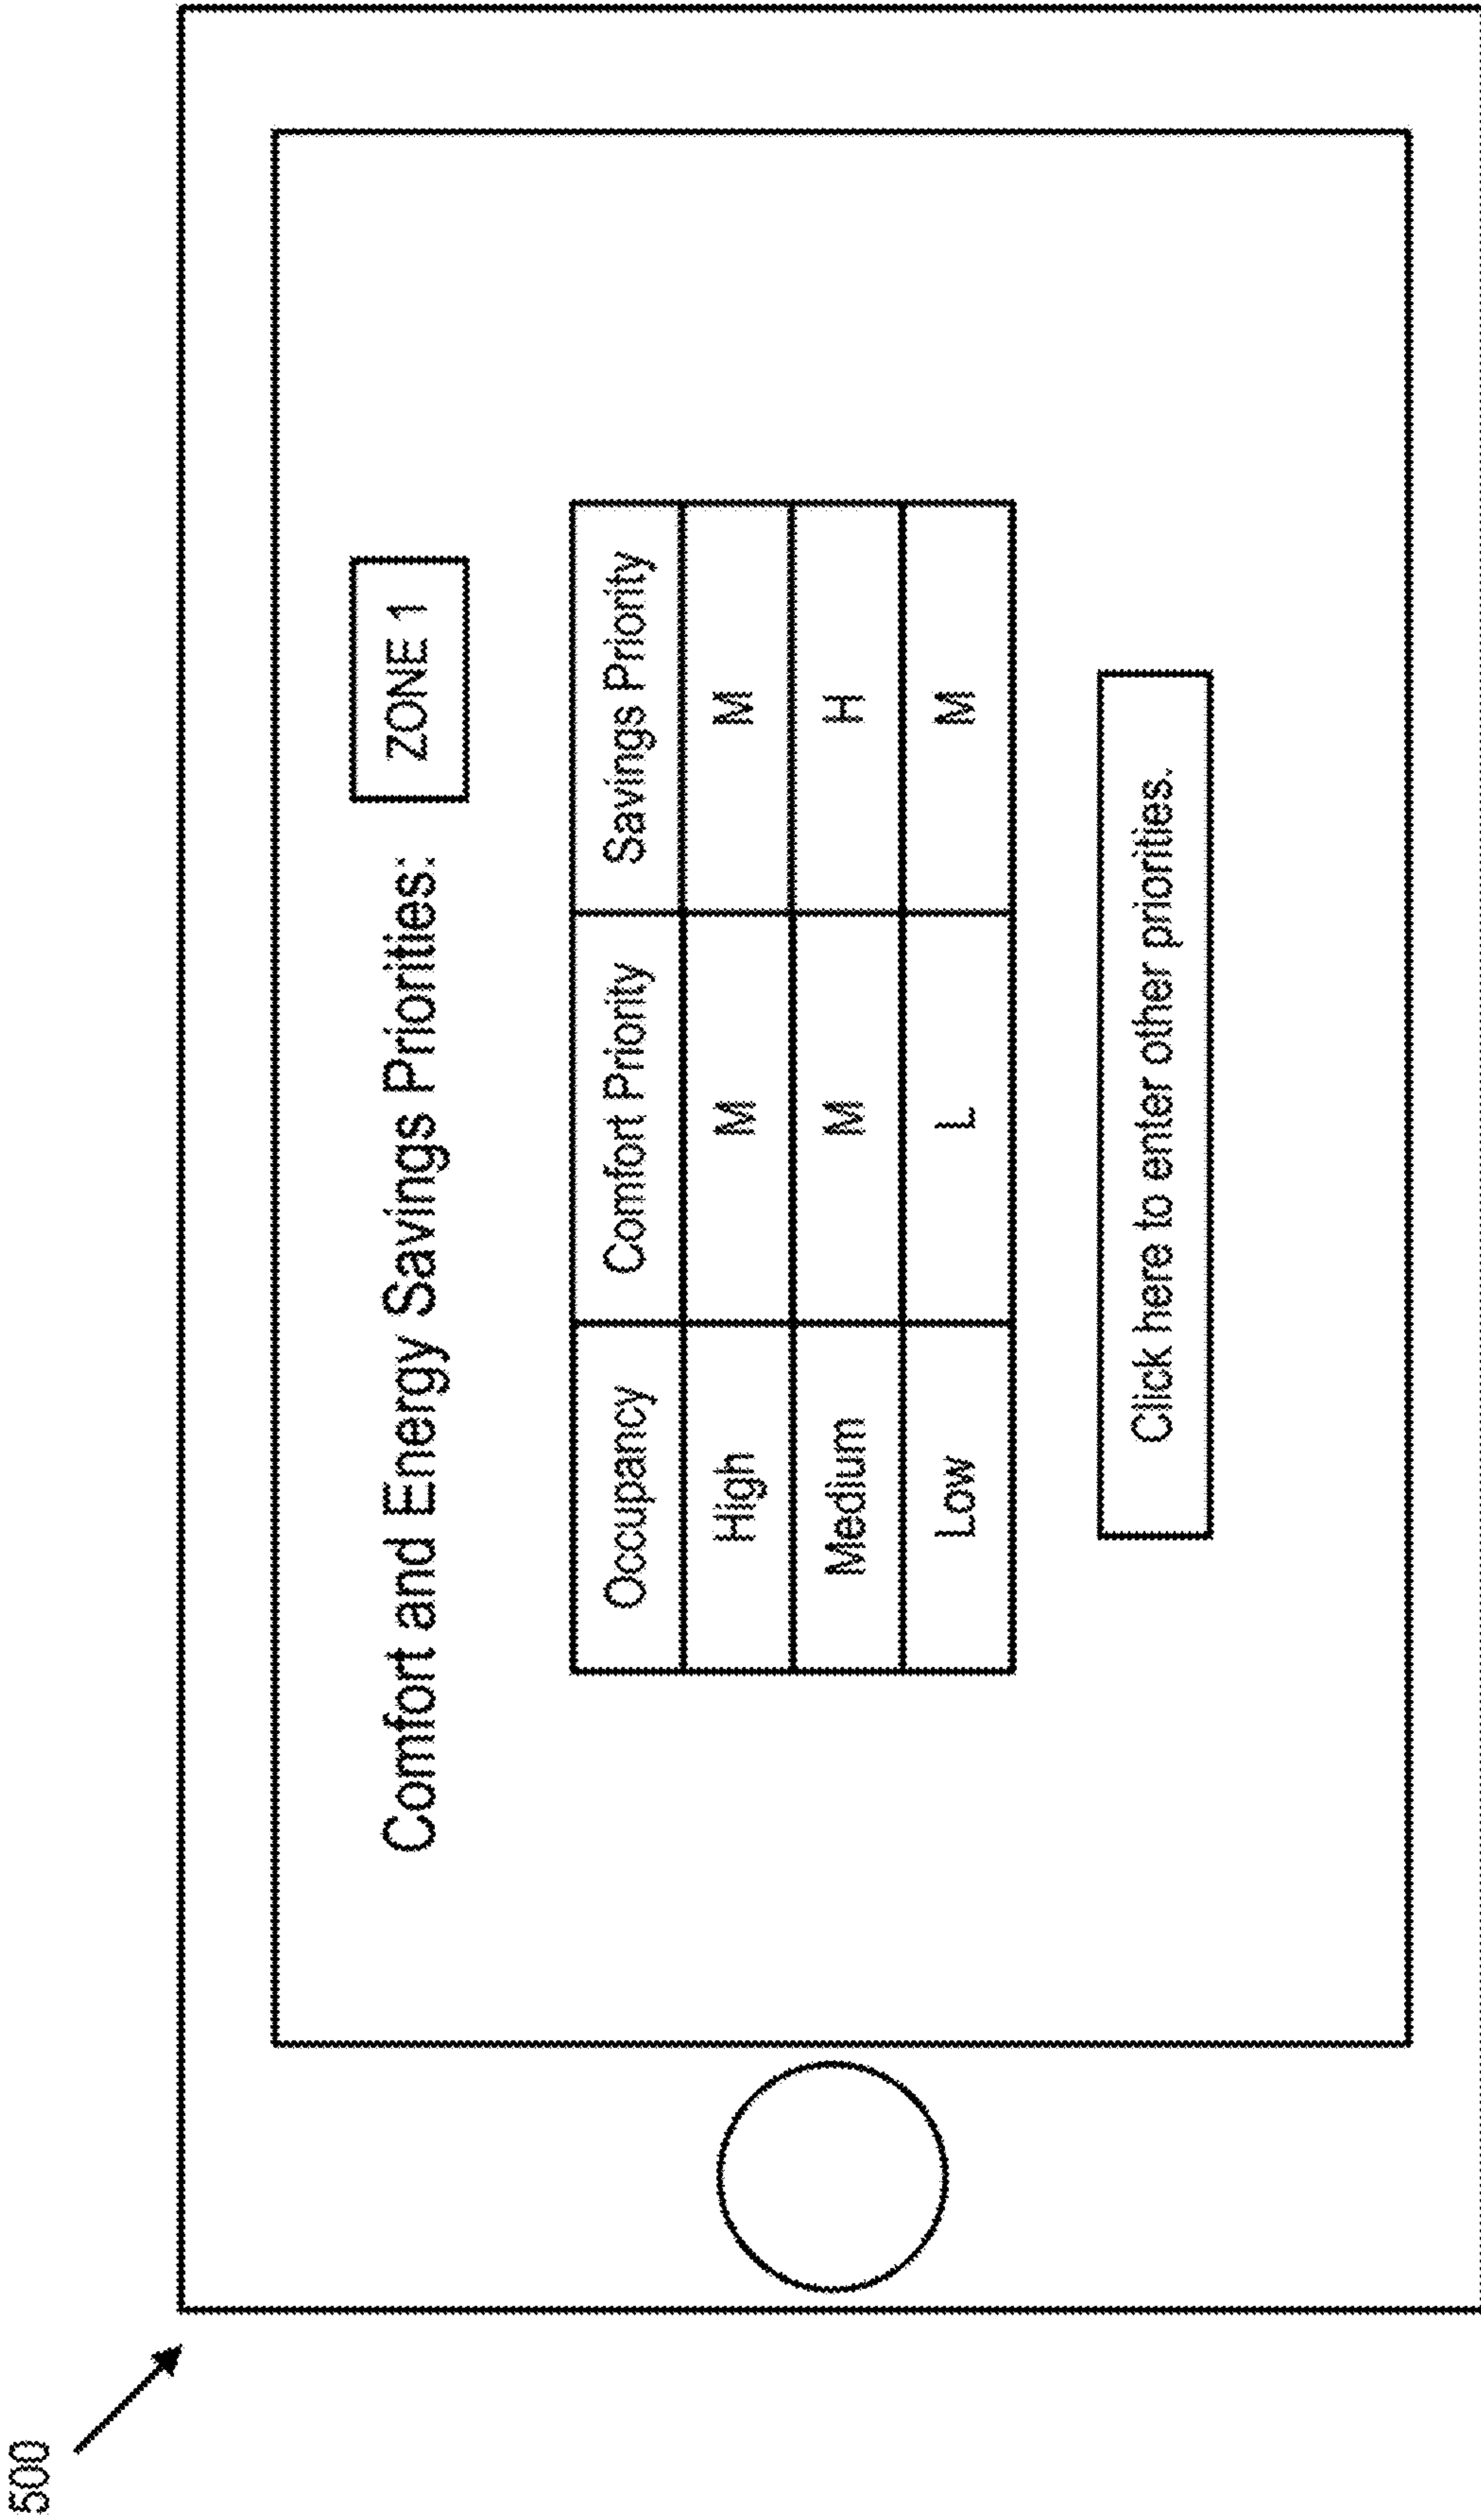 Comfort and Energy Savings Priorities: ZONE 1
Occupancy Comfort Priority Savings Priority
High M M
Medium M H
Low L M
Click here to enter other priorities.
500